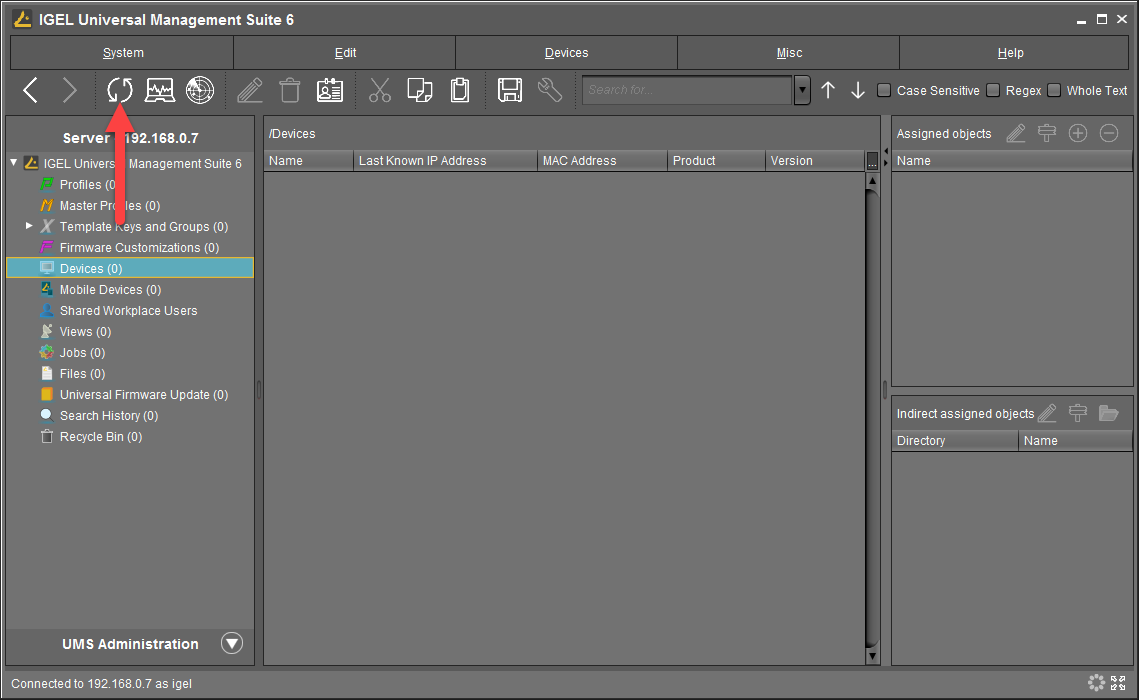 IGEL Universal Management Suite 6
System Edit Devices Misc Help
Search for... Case Sensitive Regex Whole Text
Server 192.168.0.7
IGEL Univers Management Suite 6
Profiles (0
Master Pro les (0)
Template Keys and Groups (0)
Firmware Customizations (0)
Devices (0)
Mobile Devices (0)
Shared Workplace Users
Views (0)
Jobs (0)
Files (0)
Universal Firmware Update (0)
Search History (0)
Recycle Bin (0)
UMS Administration
/Devices
Name Last Known IP Address MAC Address Product Version ...
Assigned objects
Name
Indirect assigned objects
Directory Name
Connected to 192.168.0.7 as igel